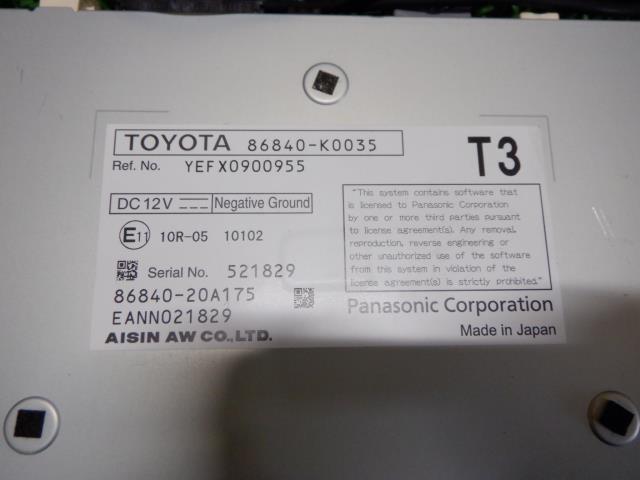 TOYOTA 86840-K0035
T3
Ref. No. YEFX0900955
DC 12V Negative Ground
E11 10R-05 10102
Serial No. 521829
86840-20A175
EANN021829
AISIN AW CO.,LTD.
"This system contains software that
is licensed to Panasonic Corporation
by one or more third parties pursuant
to license agreement(s). Any removal,
reproduction, reverse engineering or
other unauthorized use of the software
from this system in violation of the
license agreement(s) is strictly prohibited."
Panasonic Corporation
Made in Japan